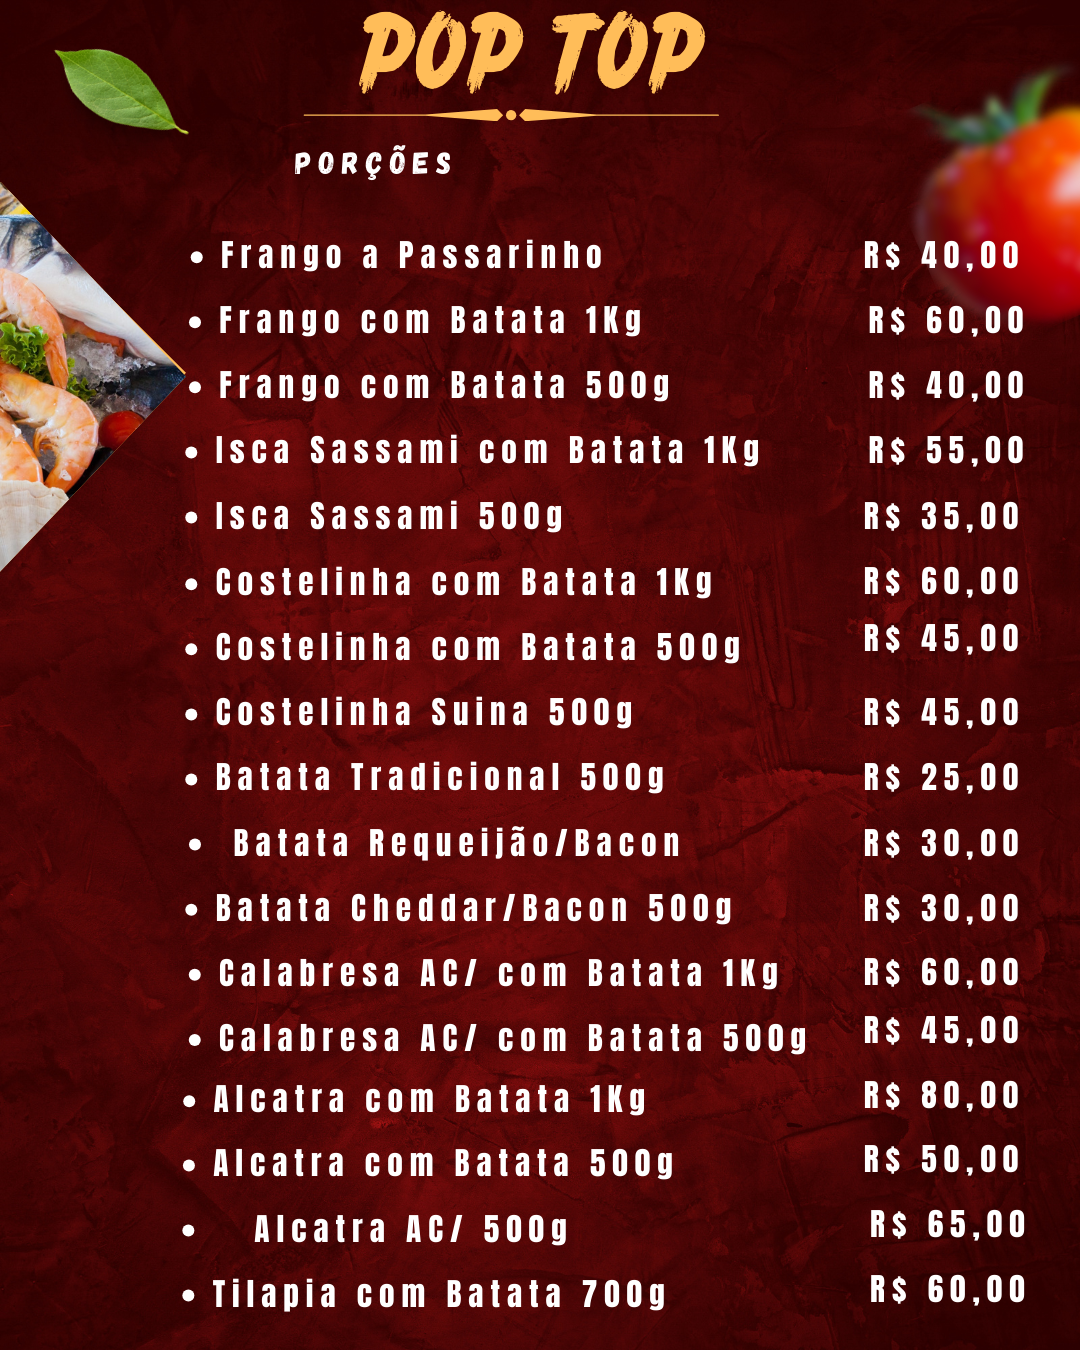 POP TOP
PORÇÕES
• Frango a Passarinho R$ 40,00
• Frango com Batata 1Kg R$ 60,00
• Frango com Batata 500g R$ 40,00
• Isca Sassami com Batata 1Kg R$ 55,00
• Isca Sassami 500g R$ 35,00
• Costelinha com Batata 1Kg R$ 60,00
• Costelinha com Batata 500g R$ 45,00
• Costelinha Suina 500g R$ 45,00
• Batata Tradicional 500g R$ 25,00
• Batata Requeijão/Bacon R$ 30,00
• Batata Cheddar/Bacon 500g R$ 30,00
• Calabresa AC/ com Batata 1Kg R$ 60,00
• Calabresa AC/ com Batata 500g R$ 45,00
• Alcatra com Batata 1Kg R$ 80,00
• Alcatra com Batata 500g R$ 50,00
• Alcatra AC/ 500g R$ 65,00
• Tilapia com Batata 700g R$ 60,00